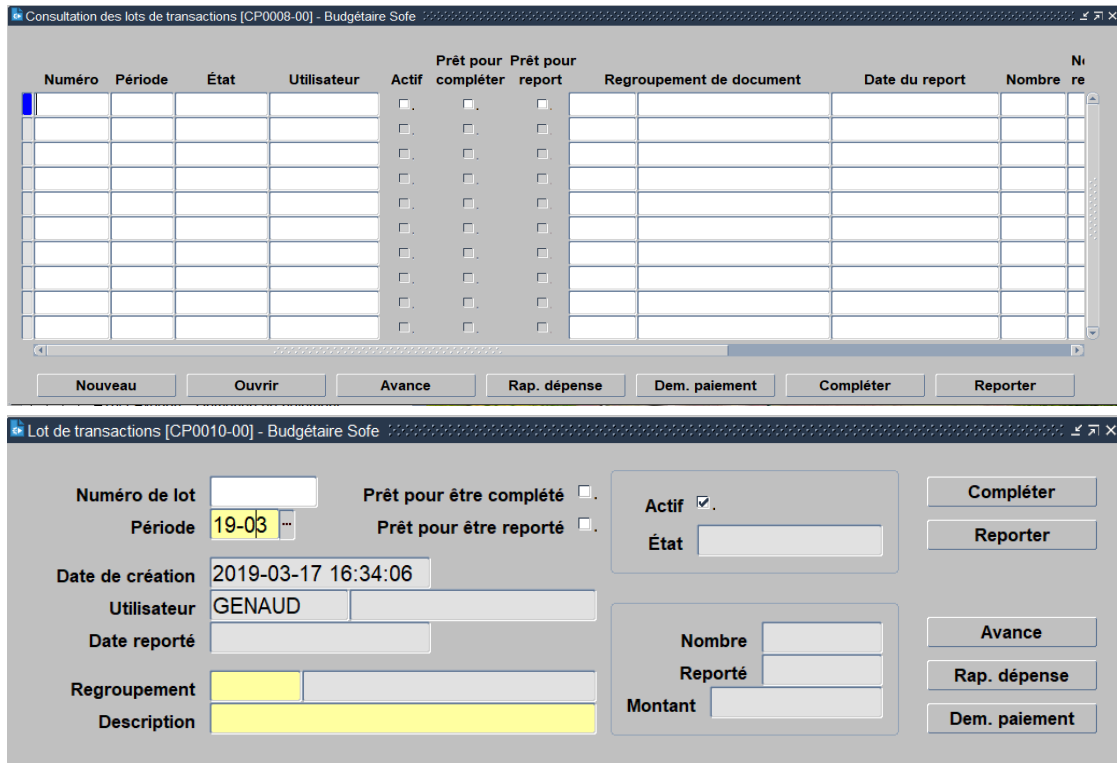 Consultation des lots de transactions [CP0008-00] - Budgétaire Sofe
Prêt pour Prêt pour
Numéro Période État Utilisateur Actif compléter report Regroupement de document Date du report Nombre re
Nouveau Ouvrir Avance Rap. dépense Dem. paiement Compléter Reporter
Lot de transactions [CP0010-00] - Budgétaire Sofe
Numéro de lot Prêt pour être complété Actif Compléter
Période 19-03 ... Prêt pour être reporté État Reporter
Date de création 2019-03-17 16:34:06
Utilisateur GENAUD
Date reporté Nombre Avance
Regroupement Reporté Rap. dépense
Description Montant Dem. paiement